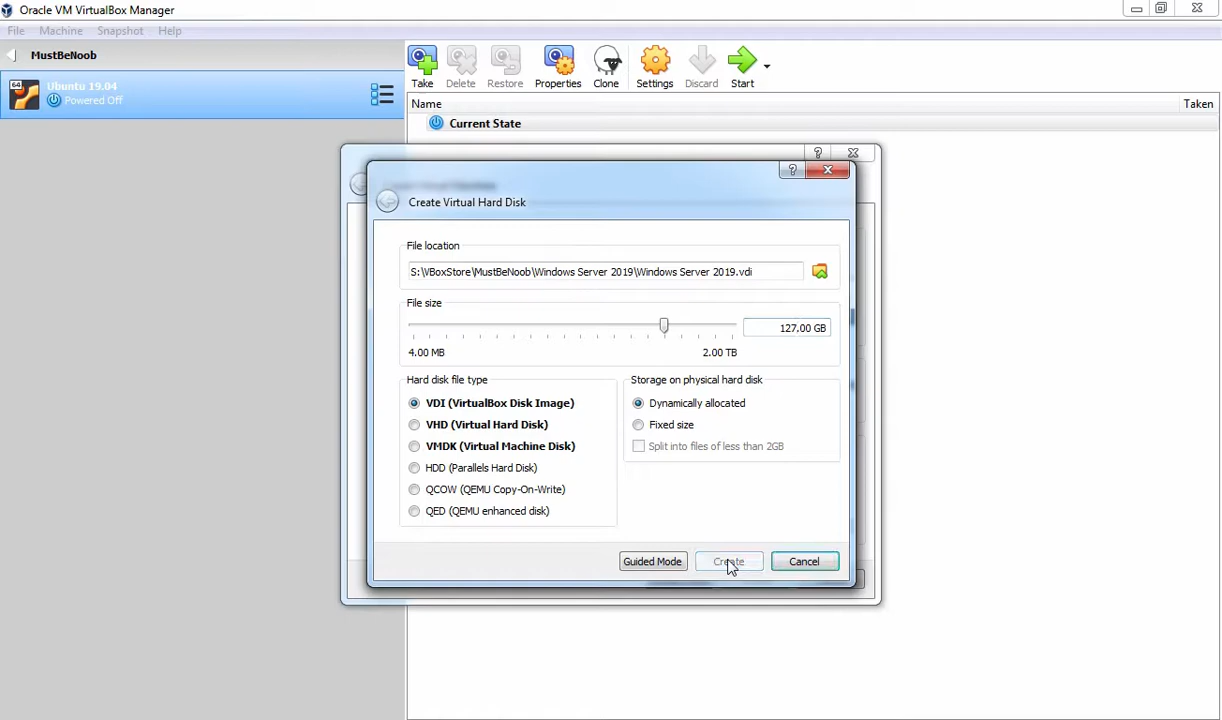 Oracle VM VirtualBox Manager
File Machine Snapshot Help
MustBeNoob
64
Ubuntu 19.04
Powered Off
Take Delete Restore Properties Clone Settings Discard Start
Name Taken
Current State
Create Virtual Hard Disk
File location
S:\VBoxStore\MustBeNoob\Windows Server 2019\Windows Server 2019.vdi
File size
127.00 GB
4.00 MB 2.00 TB
Hard disk file type
VDI (VirtualBox Disk Image)
VHD (Virtual Hard Disk)
VMDK (Virtual Machine Disk)
HDD (Parallels Hard Disk)
QCOW (QEMU Copy-On-Write)
QED (QEMU enhanced disk)
Storage on physical hard disk
Dynamically allocated
Fixed size
Split into files of less than 2GB
Guided Mode Create Cancel